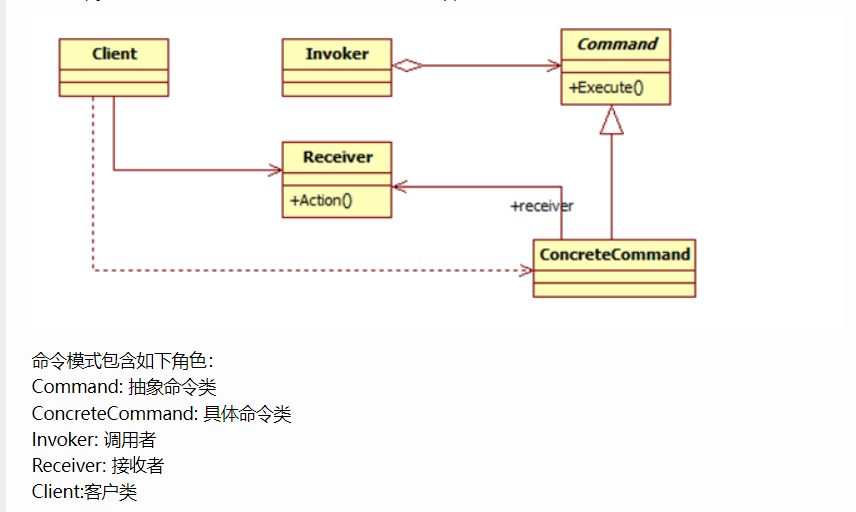 Client
Invoker
Command
+Execute()
Receiver
+Action()
+receiver
ConcreteCommand
命令模式包含如下角色：
Command: 抽象命令类
ConcreteCommand: 具体命令类
Invoker: 调用者
Receiver: 接收者
Client:客户类